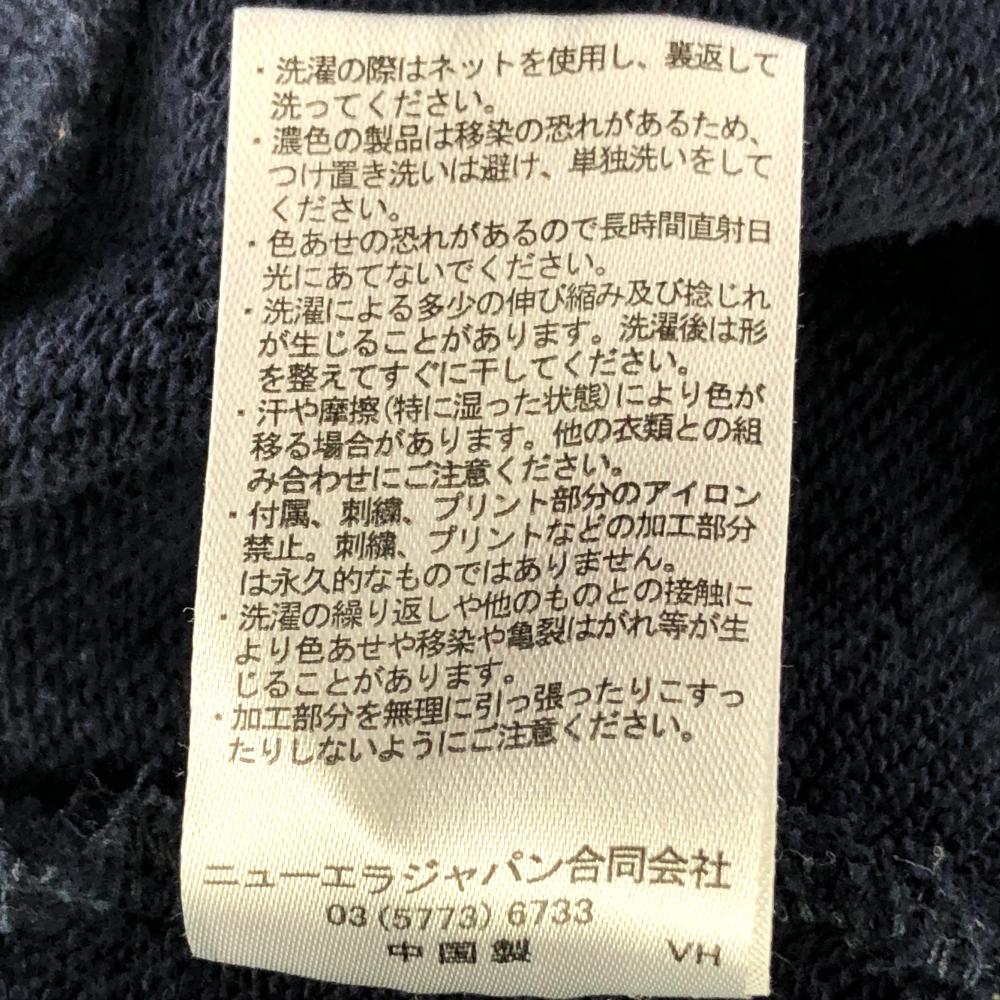 ・洗濯の際はネットを使用し、裏返して
洗ってください。
・濃色の製品は移染の恐れがあるため、
つけ置き洗いは避け、単独洗いをして
ください。
・色あせの恐れがあるので長時間直射日
光にあてないでください。
・洗濯による多少の伸び縮み及び捻じれ
が生じることがあります。洗濯後は形
を整えてすぐに干してください。
・汗や摩擦(特に湿った状態)により色が
移る場合があります。他の衣類との組
み合わせにご注意ください。
・付属、刺繍、プリント部分のアイロン
禁止。刺繍、プリントなどの加工部分
は永久的なものではありません。
・洗濯の繰り返しや他のものとの接触に
より色あせや移染や亀裂はがれ等が生
じることがあります。
・加工部分を無理に引っ張ったりこすっ
たりしないようにご注意ください。
ニューエラジャパン合同会社
03 (5773) 6733
中国製 VH